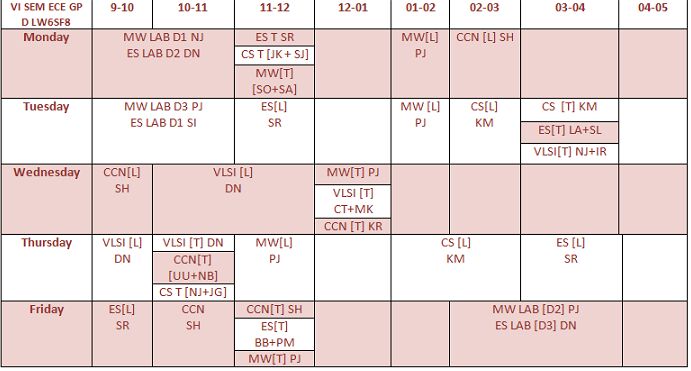 VI SEM ECE GP 9-10 10-11 11-12 12-01 01-02 02-03 03-04 04-05
D LW6SF8
Monday MW LAB D1 NJ ES T SR MW[L] CCN [L] SH
ES LAB D2 DN CS T [JK + SJ] PJ
MW[T]
[SO+SA]
Tuesday MW LAB D3 PJ ES[L] MW [L] CS[L] CS [T] KM
ES LAB D1 SI SR PJ KM ES[T] LA+SL
VLSI[T] NJ+IR
Wednesday CCN[L] VLSI [L] MW[T] PJ
SH DN VLSI [T]
CT+MK
CCN [T] KR
Thursday VLSI [L] VLSI [T] DN MW[L] CS [L] ES [L]
DN CCN[T] PJ KM SR
[UU+NB]
CS T [NJ+JG]
Friday ES[L] CCN CCN[T] SH MW LAB [D2] PJ
SR SH ES[T] ES LAB [D3] DN
BB+PM
MW[T] PJ